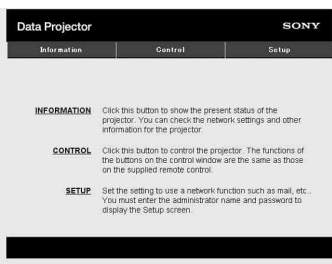 Data Projector SONY
Information Control Setup
INFORMATION Click this button to show the present status of the
projector. You can check the network settings and other
information for the projector.
CONTROL Click this button to control the projector. The functions of
the buttons on the control window are the same as those
on the supplied remote control.
SETUP Set the setting to use a network function such as mail, etc..
You must enter the administrator name and password to
display the Setup screen.